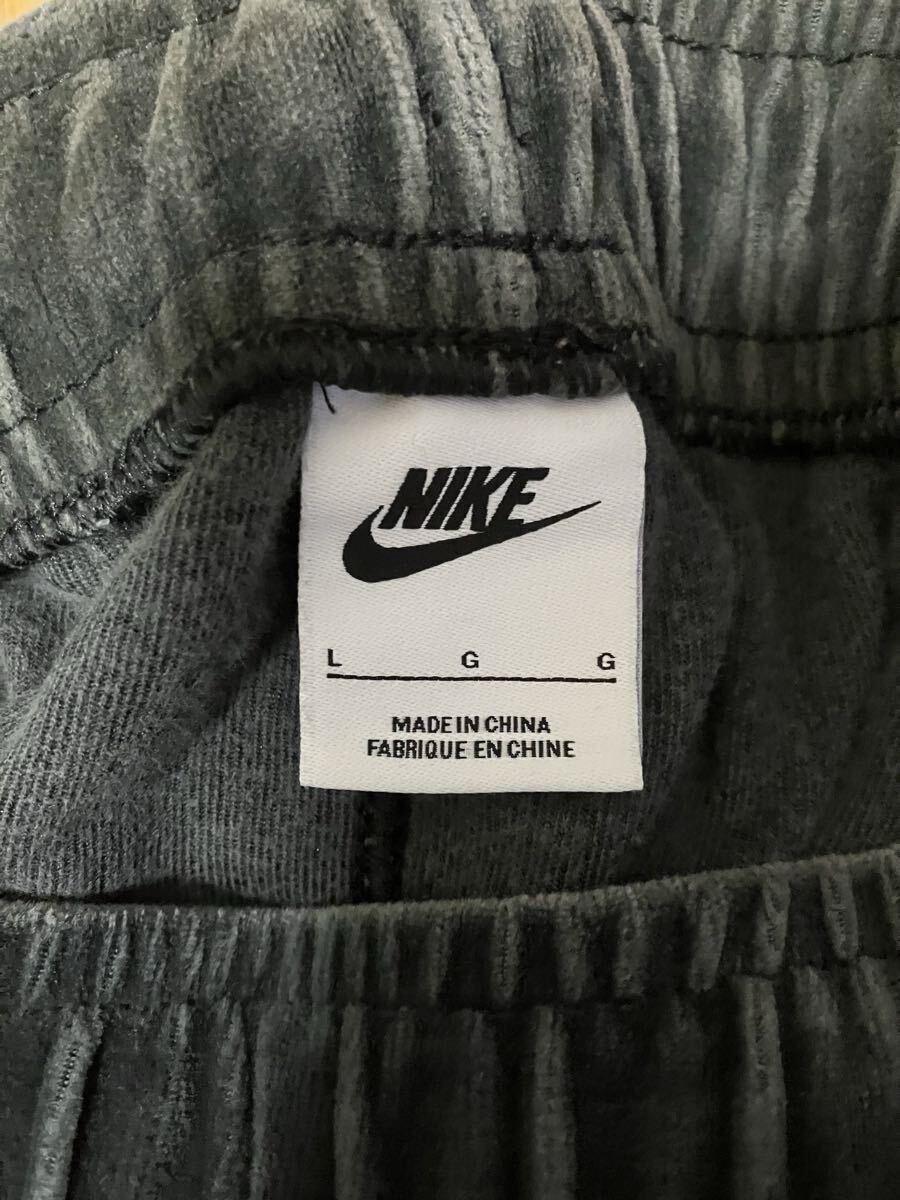 NIKE
L G G
MADE IN CHINA
FABRIQUE EN CHINE